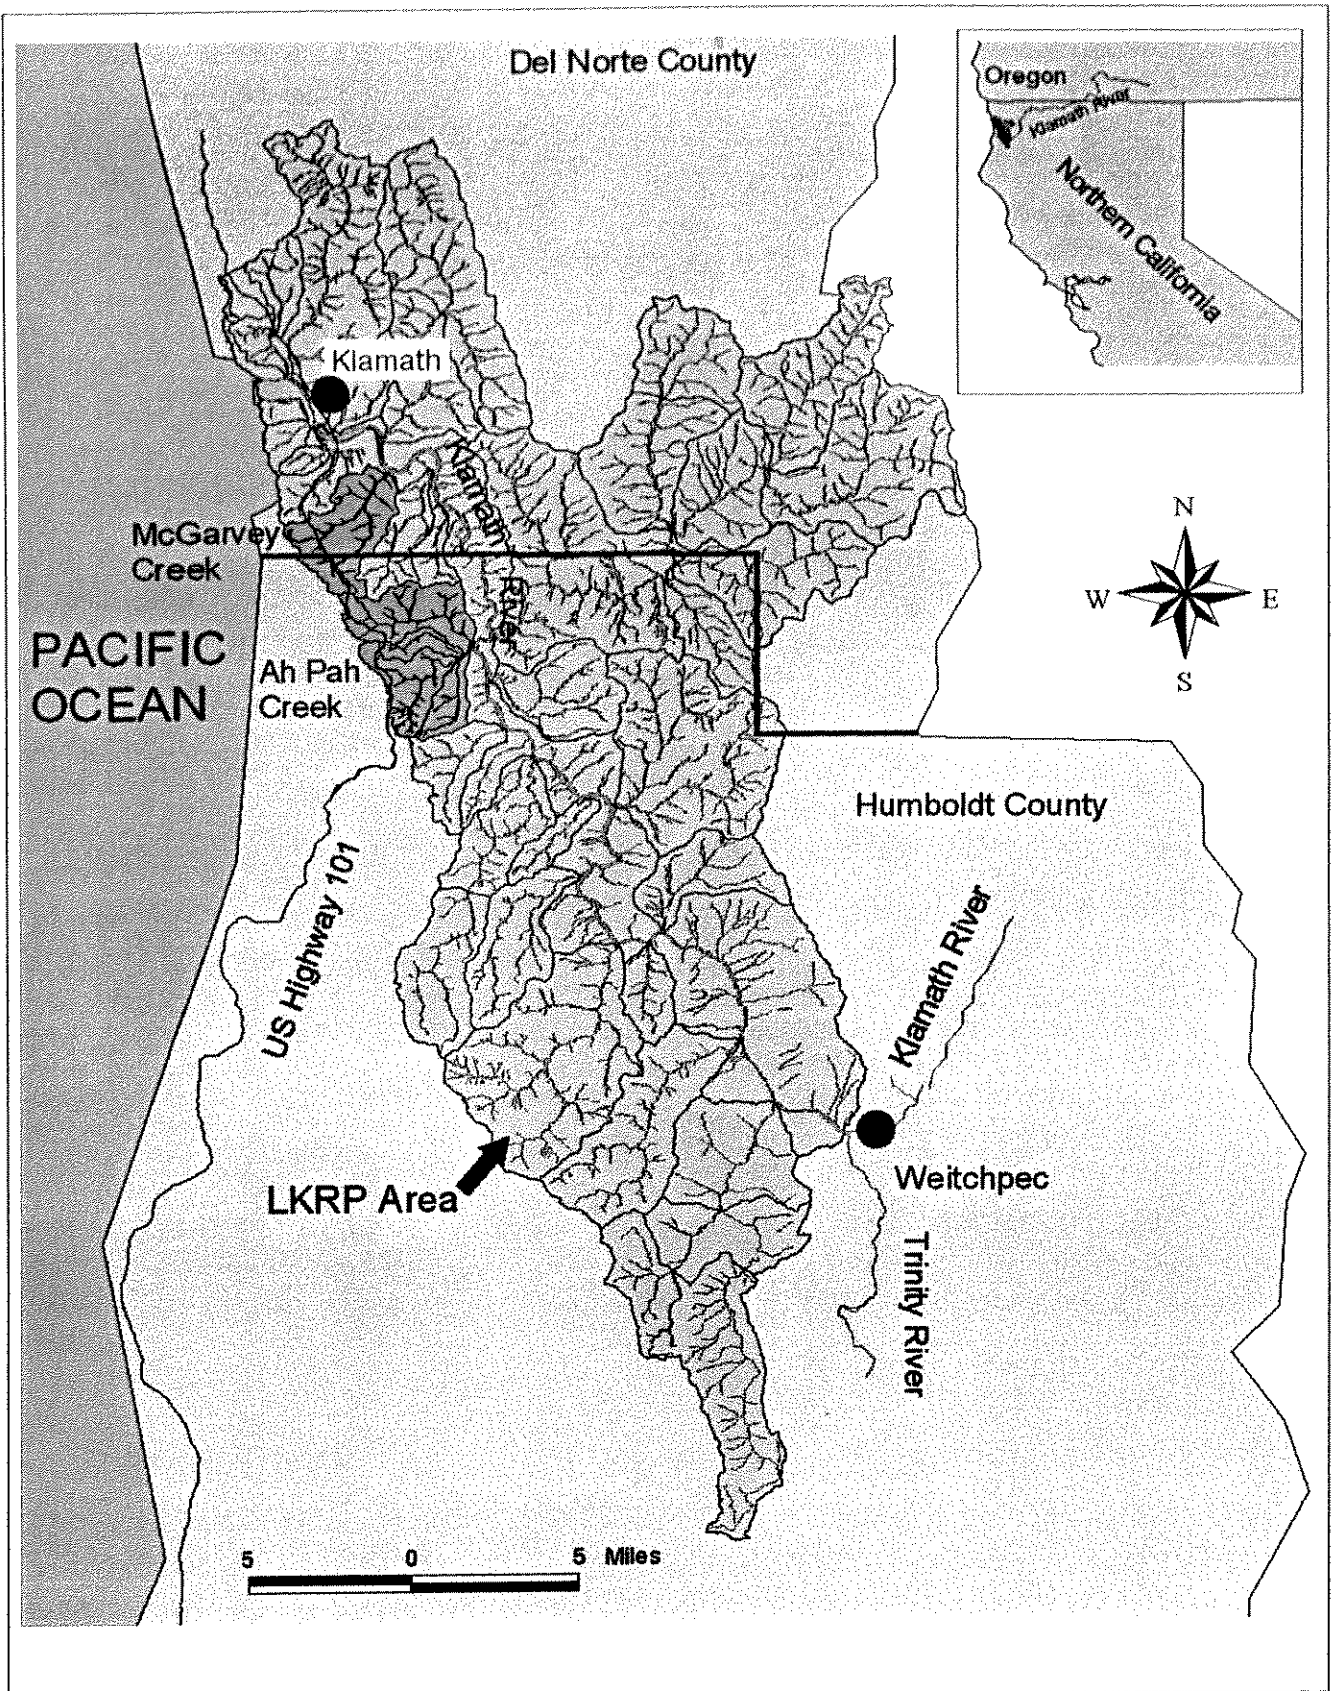 Del Norte County
Oregon
Klamath River
Northern California
Klamath
Klamath
River
McGarvey
Creek
N
W
E
S
PACIFIC
OCEAN
Ah Pah
Creek
Humboldt County
US Highway 101
Klamath River
LKRP Area
Weitchpec
Trinity River
5 0 5 Miles